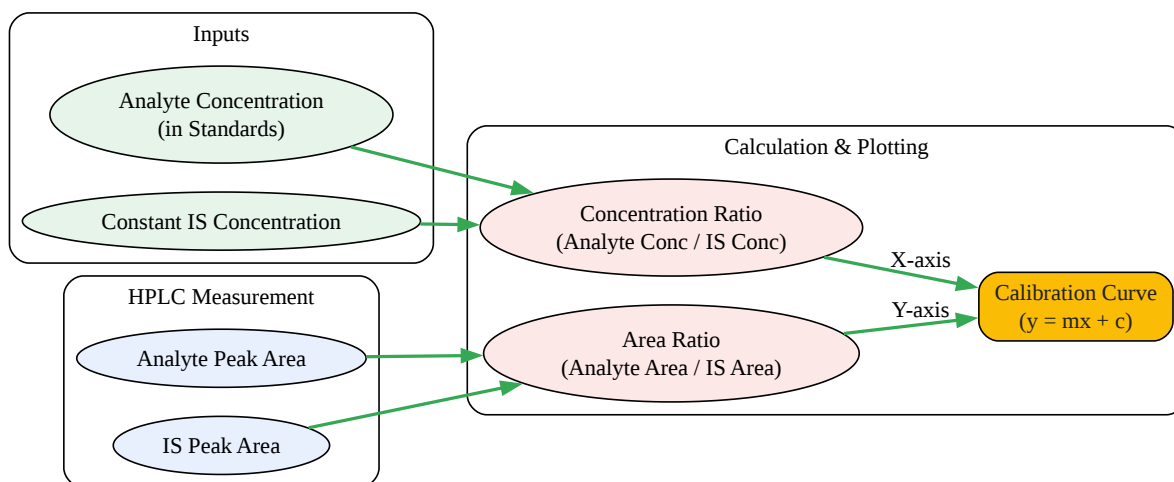 Inputs
Analyte Concentration
(in Standards)
Constant IS Concentration
HPLC Measurement
Analyte Peak Area
IS Peak Area
Calculation & Plotting
Concentration Ratio
(Analyte Conc / IS Conc)
Area Ratio
(Analyte Area / IS Area)
X-axis
Y-axis
Calibration Curve
(y = mx + c)